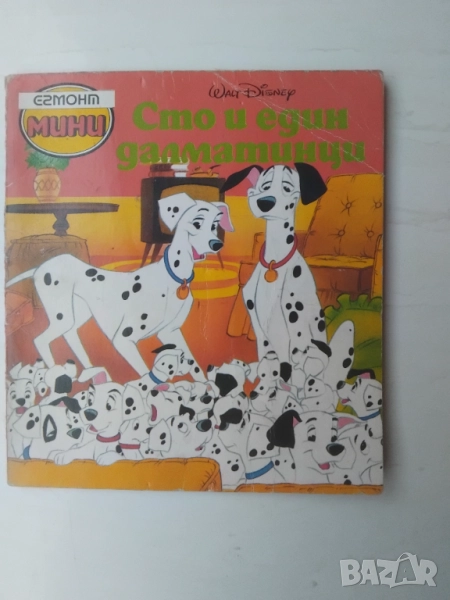 Егмонт
МИНИ
WALT DISNEY
Сто и един
далматинци
BAZAR